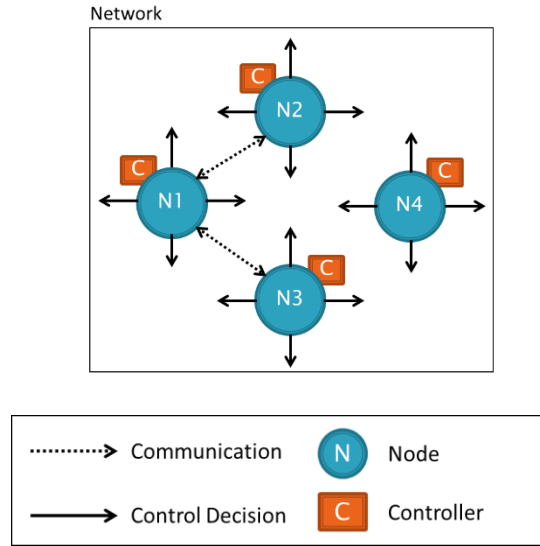 Network
C
N2
C
N1
C
N4
C
N3
Communication
N
Node
Control Decision
C
Controller